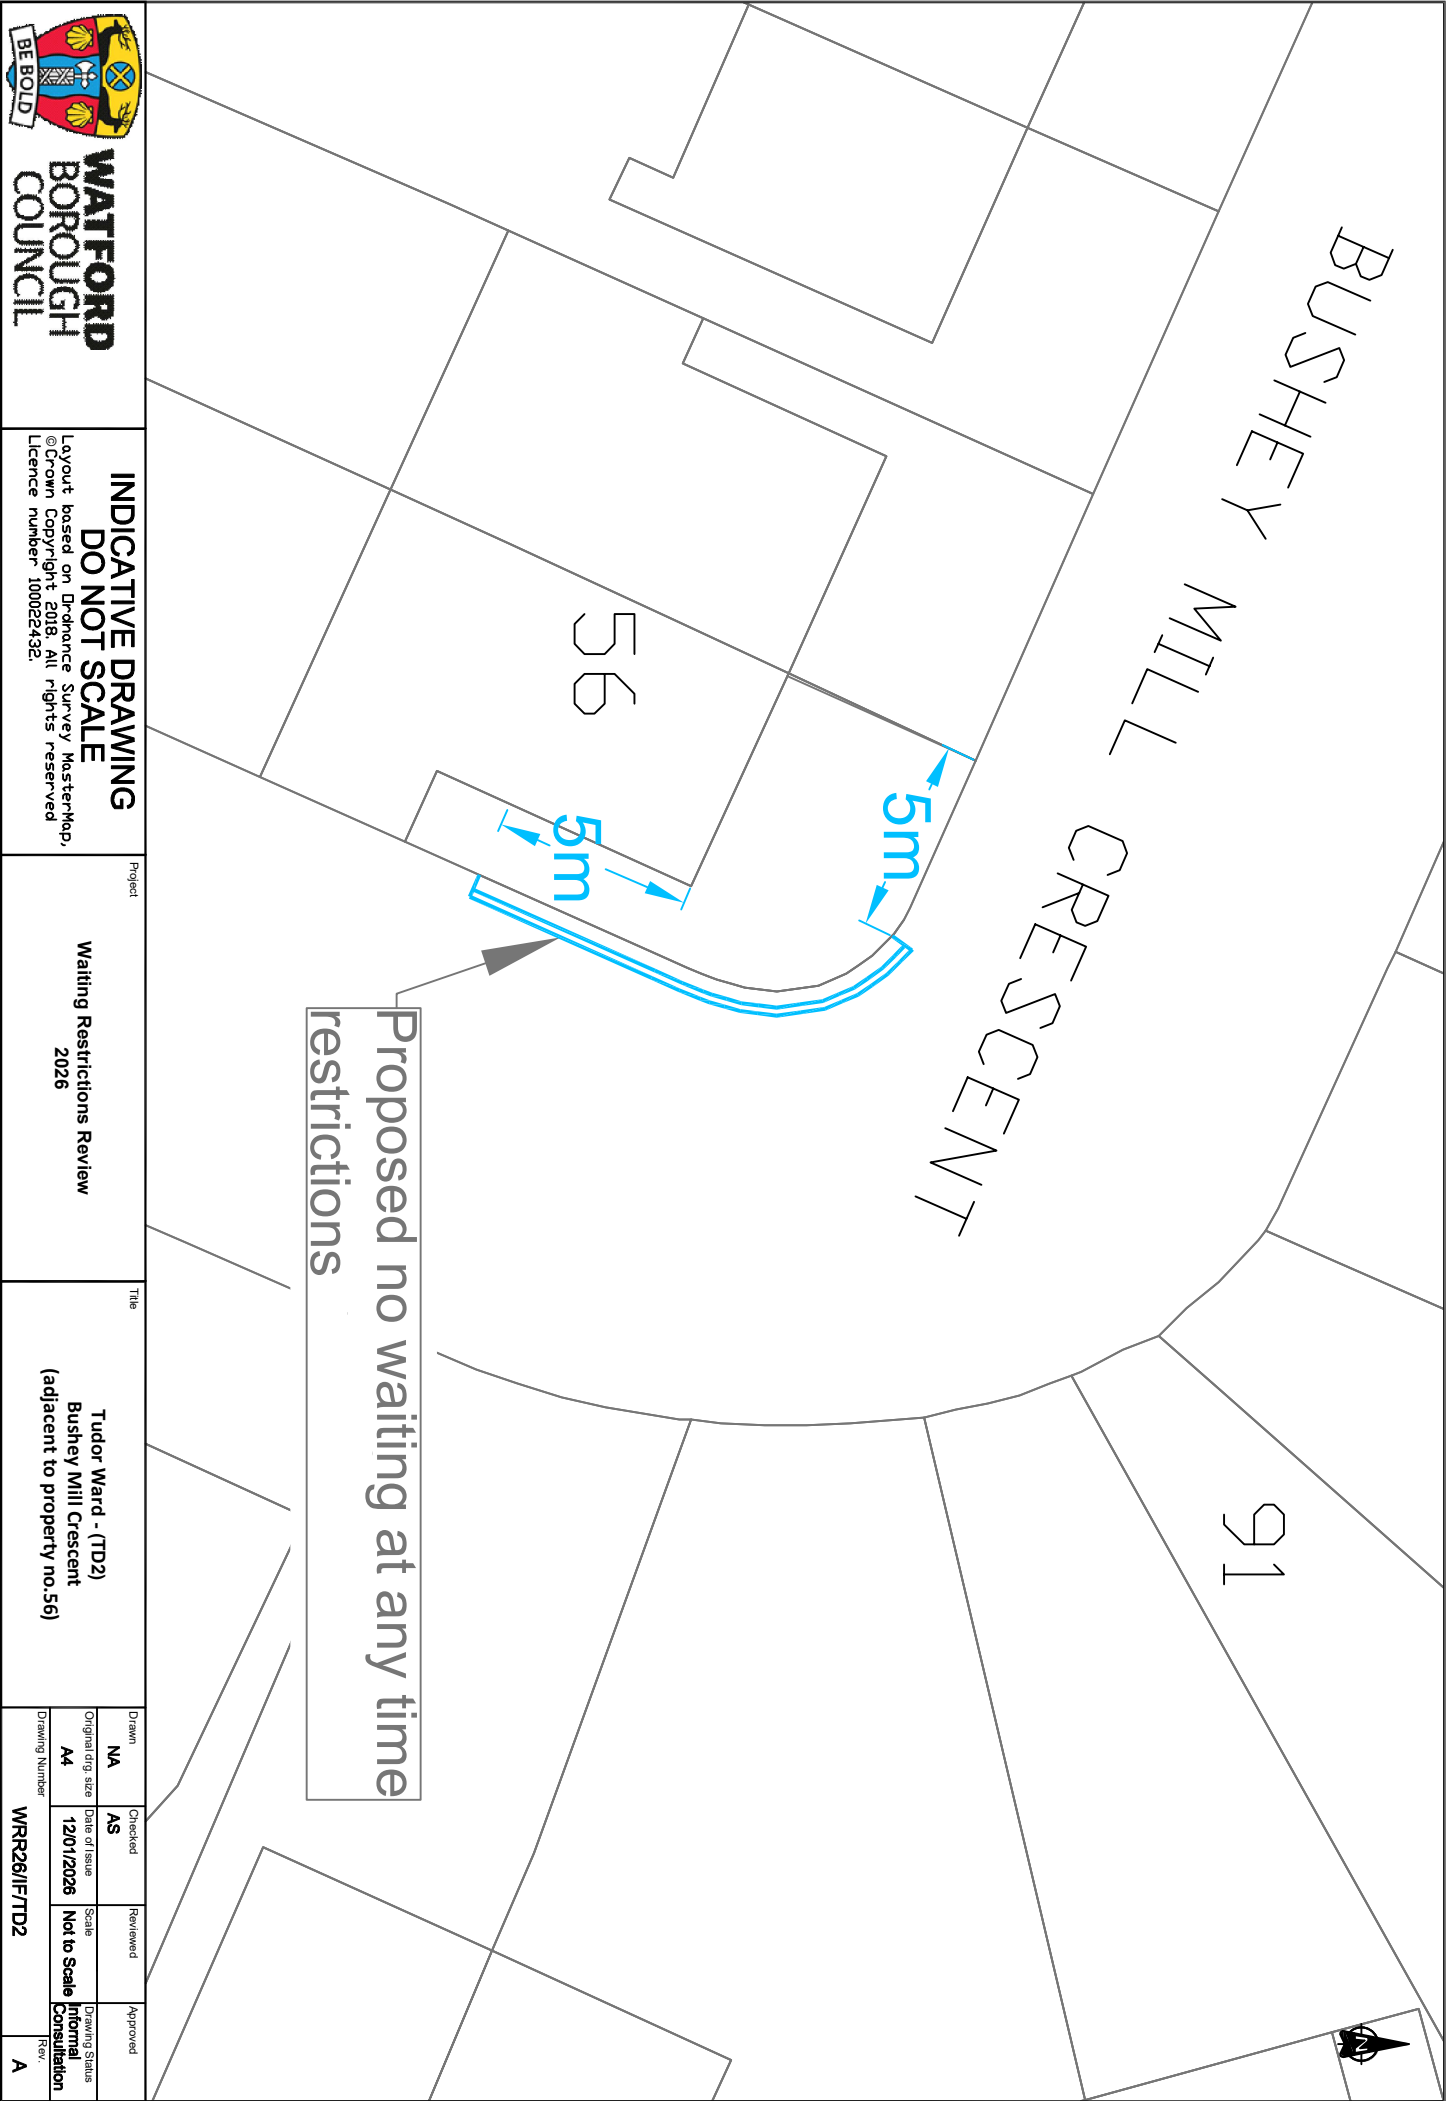 BUSHEY MILL CRESCENT
56
91
5m
5m
Proposed no waiting at any time
restrictions
N
BE BOLD
WATFORD
BOROUGH
COUNCIL
INDICATIVE DRAWING
DO NOT SCALE
Layout based on Ordnance Survey MasterMap,
©Crown Copyright 2018. All rights reserved
Licence number 100022432.
Project
Waiting Restrictions Review
2026
Title
Tudor Ward - (TD2)
Bushey Mill Crescent
(adjacent to property no.56)
Drawn
NA
Checked
AS
Reviewed
Approved
Original drg. size
A4
Date of Issue
12/01/2026
Scale
Not to Scale
Drawing Status
Informal
Consultation
Drawing Number
WRR26/IF/TD2
Rev.
A